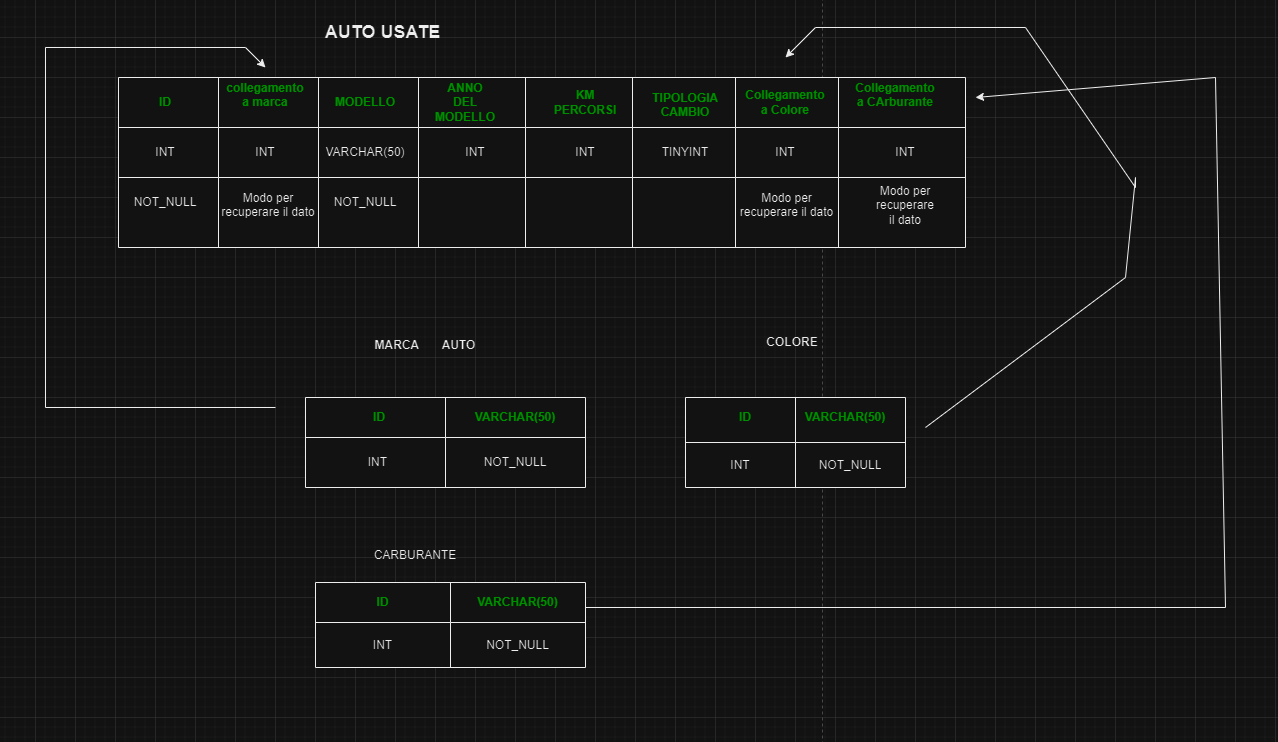 AUTO USATE
ID
collegamento
a marca
MODELLO
ANNO
DEL
MODELLO
KM
PERCORSI
TIPOLOGIA
CAMBIO
Collegamento
a Colore
Collegamento
a CArburante
INT
INT
VARCHAR(50)
INT
INT
TINYINT
INT
INT
NOT_NULL
Modo per
recuperare il dato
NOT_NULL
Modo per
recuperare il dato
Modo per
recuperare
il dato
MARCA AUTO
ID
VARCHAR(50)
INT
NOT_NULL
COLORE
ID
VARCHAR(50)
INT
NOT_NULL
CARBURANTE
ID
VARCHAR(50)
INT
NOT_NULL